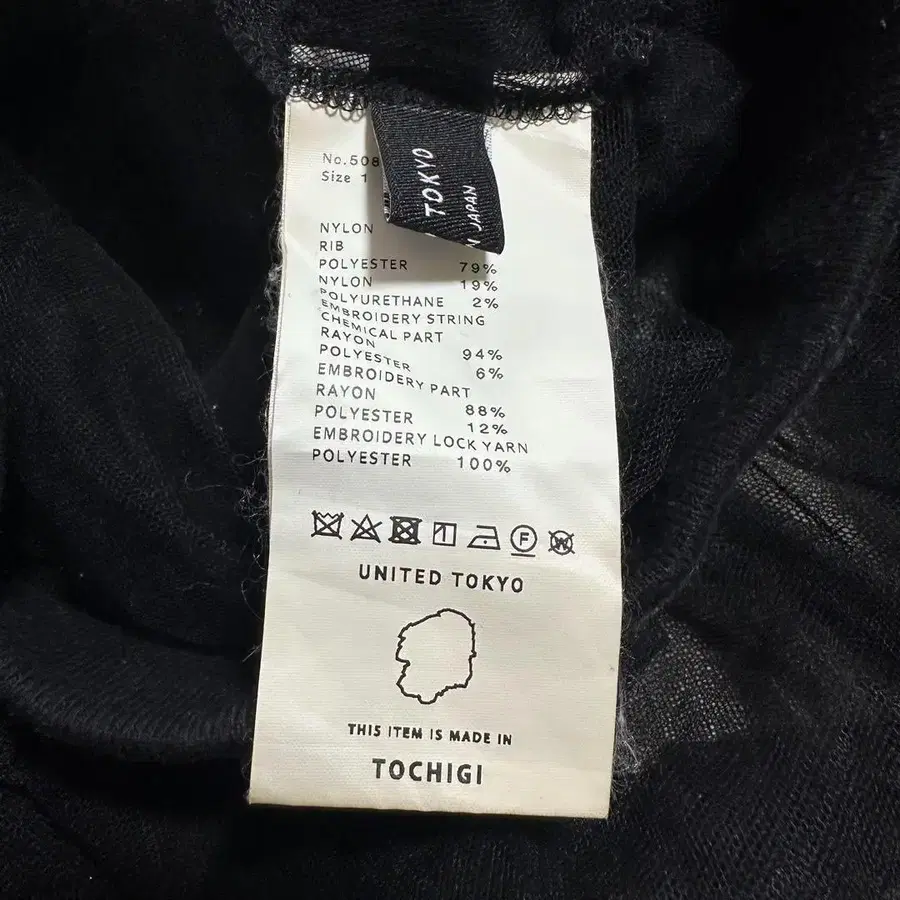 No.508
Size 1
TOKYO
JAPAN
NYLON
RIB
POLYESTER 79%
NYLON 19%
POLYURETHANE 2%
EMBROIDERY STRING
CHEMICAL PART
RAYON 94%
POLYESTER 6%
EMBROIDERY PART
RAYON 88%
POLYESTER 12%
EMBROIDERY LOCK YARN
POLYESTER 100%
UNITED TOKYO
THIS ITEM IS MADE IN
TOCHIGI